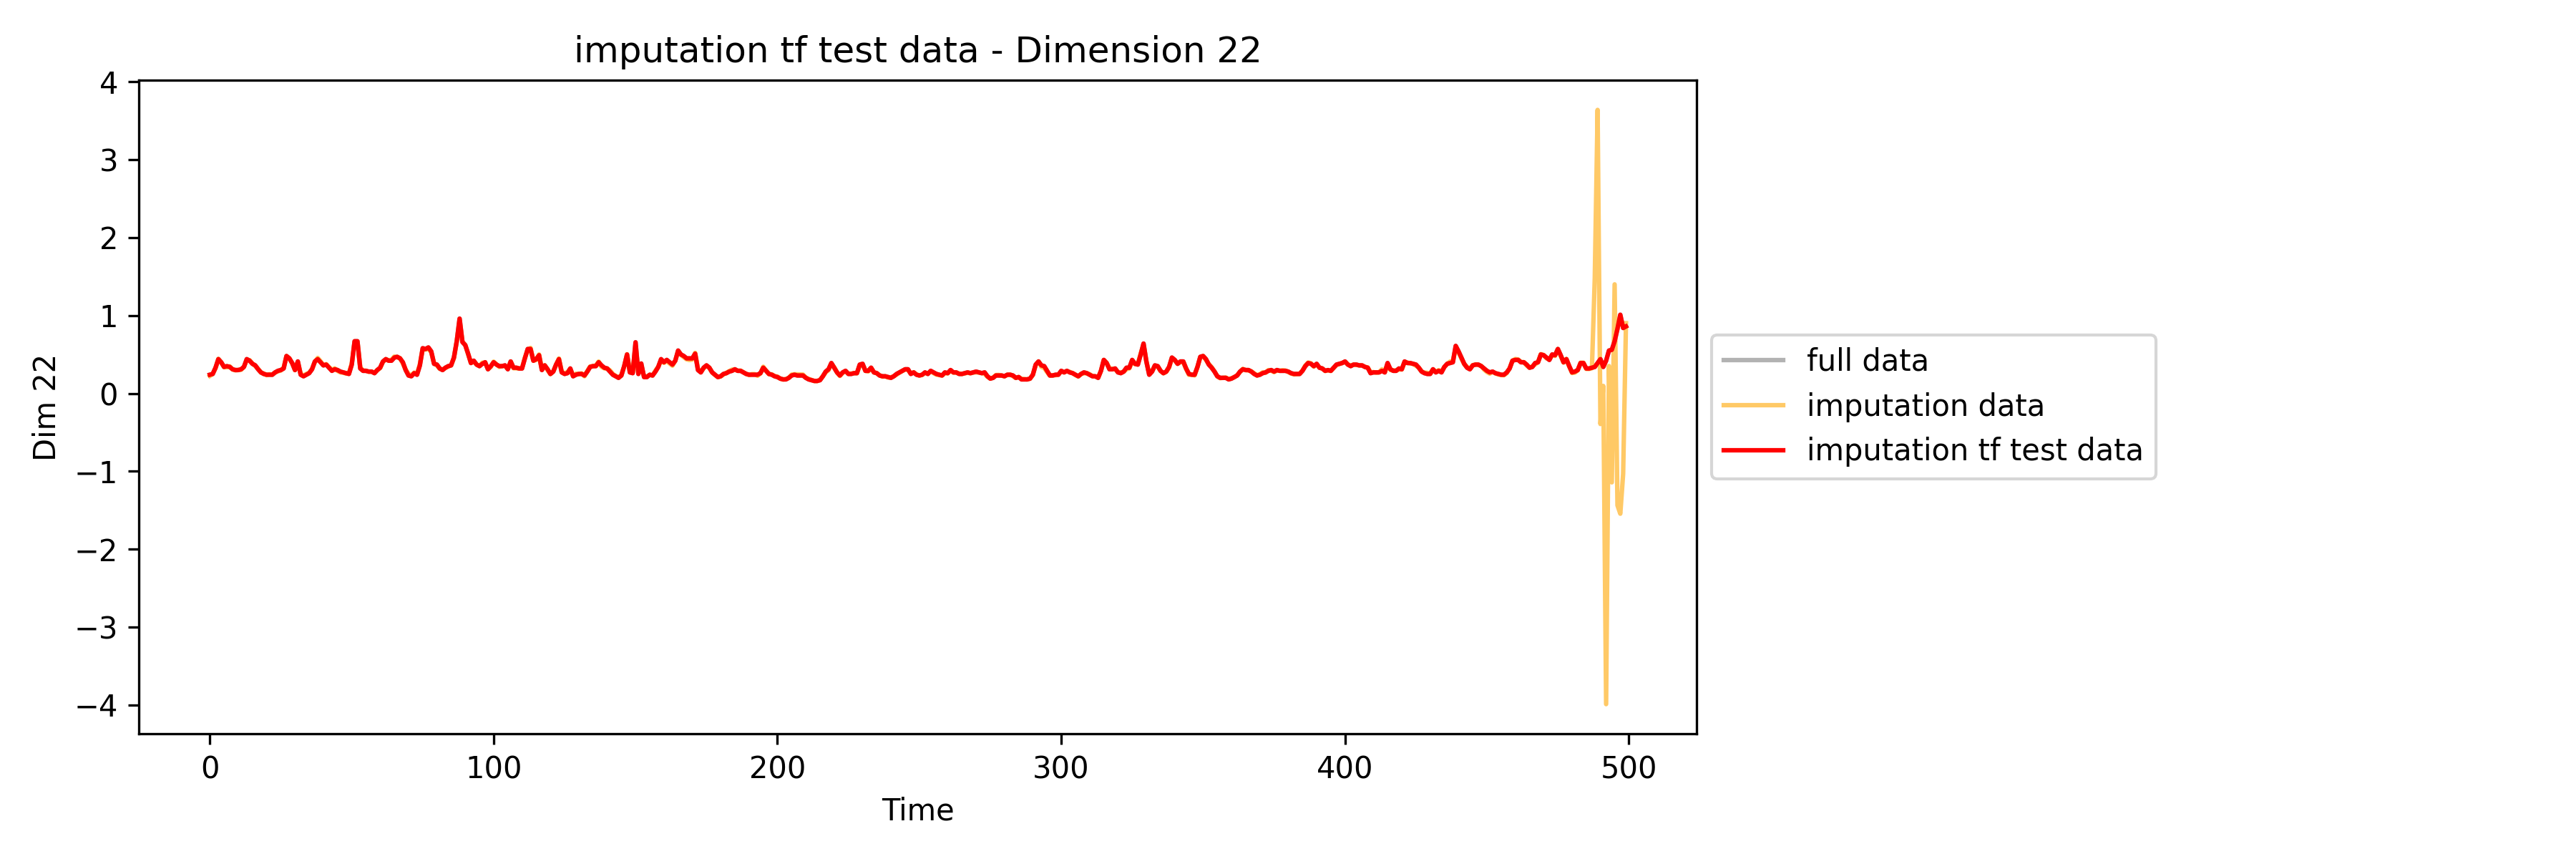 imputation tf test data - Dimension 22
4
3
2
1
0
−1
−2
−3
−4
Dim 22
0 100 200 300 400 500
Time
full data
imputation data
imputation tf test data